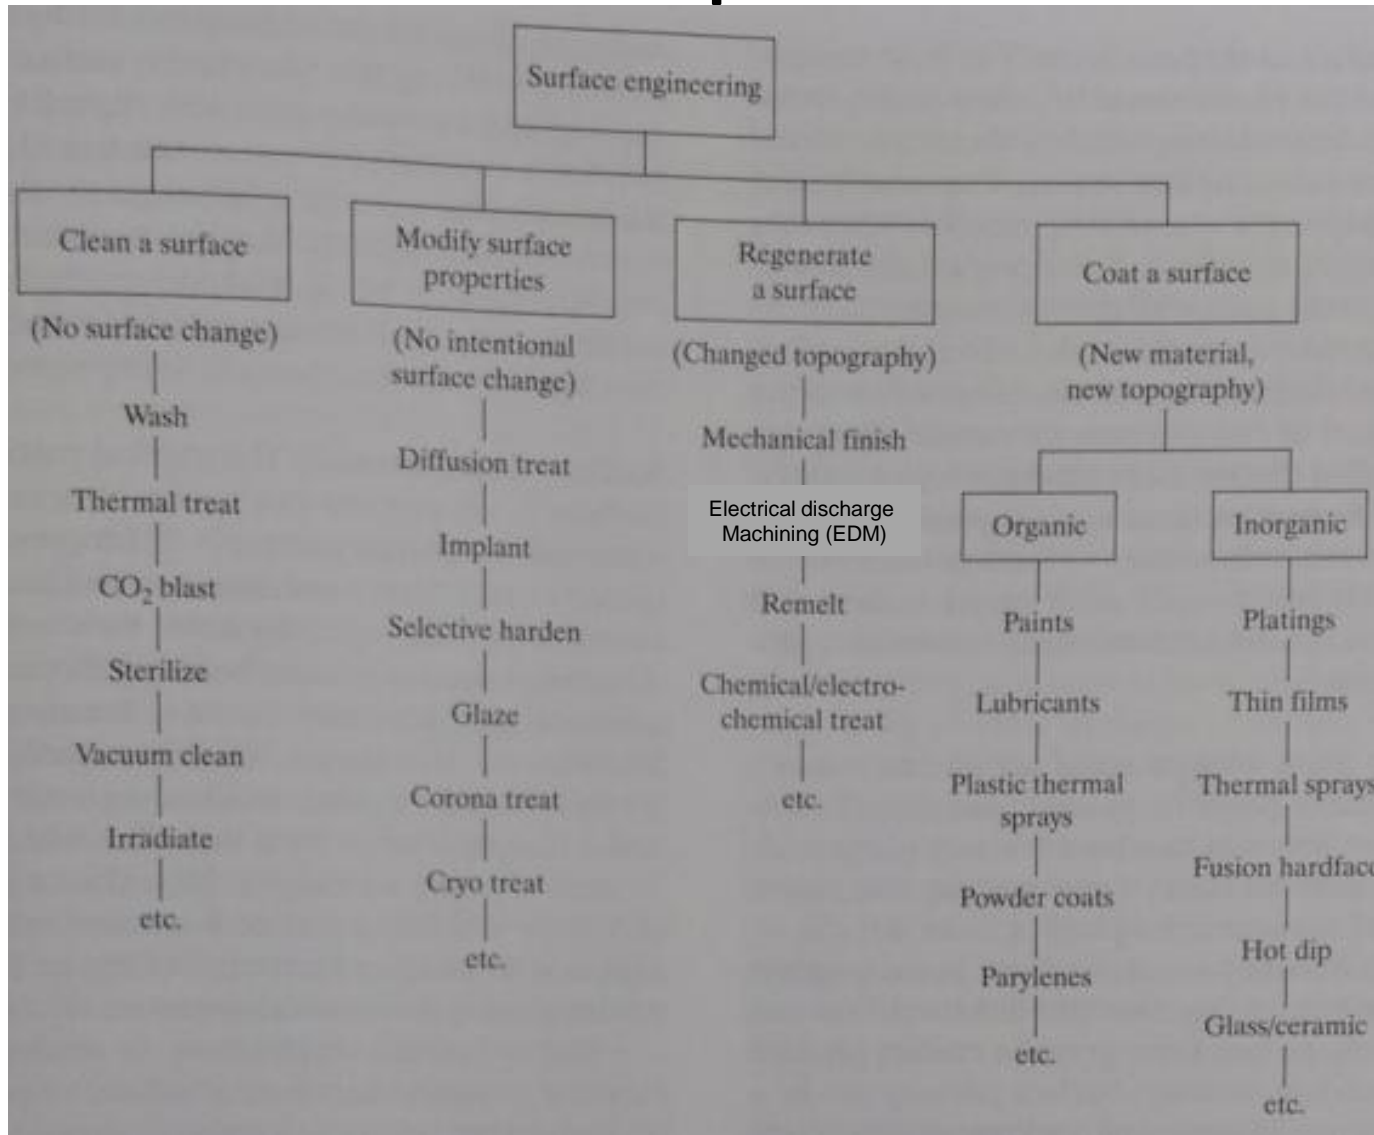 Surface engineering
Clean a surface
(No surface change)
Wash
Thermal treat
CO₂ blast
Sterilize
Vacuum clean
Irradiate
etc.
Modify surface
properties
(No intentional
surface change)
Diffusion treat
Implant
Selective harden
Glaze
Corona treat
Cryo treat
etc.
Regenerate
a surface
(Changed topography)
Mechanical finish
Electrical discharge
Machining (EDM)
Remelt
Chemical/electro-
chemical treat
etc.
Coat a surface
(New material,
new topography)
Organic
Paints
Lubricants
Plastic thermal
sprays
Powder coats
Parylenes
etc.
Inorganic
Platings
Thin films
Thermal sprays
Fusion hardface
Hot dip
Glass/ceramic
etc.